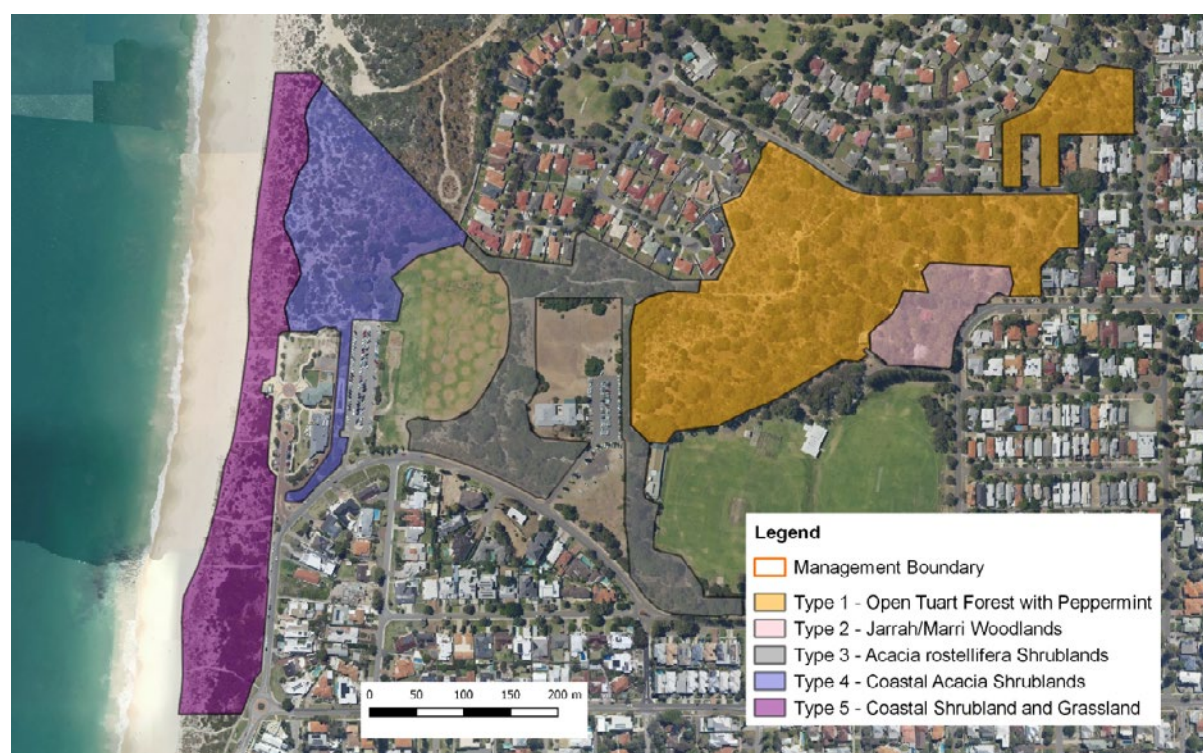 Legend
Management Boundary
Type 1 - Open Tuart Forest with Peppermint
Type 2 - Jarrah/Marri Woodlands
Type 3 - Acacia rostellifera Shrublands
Type 4 - Coastal Acacia Shrublands
Type 5 - Coastal Shrubland and Grassland
0 50 100 150 200 m